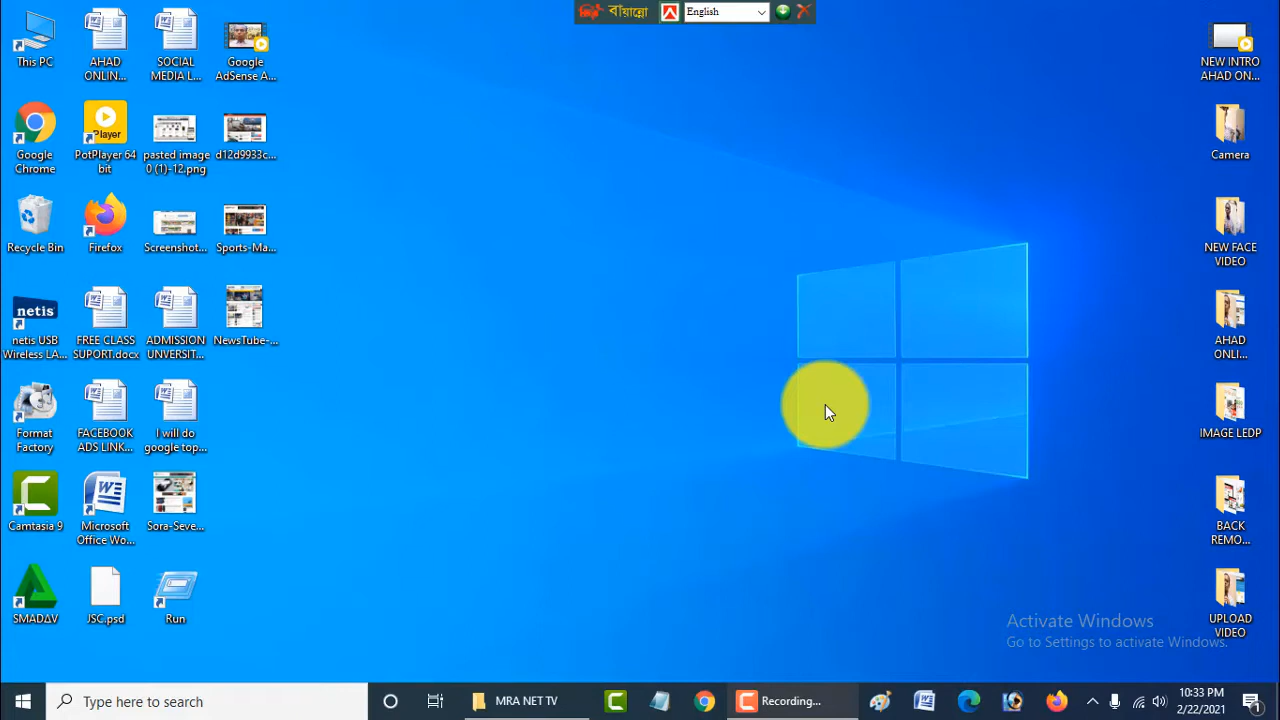 বাঁয়ান্নো
English
This PC
AHAD
ONLIN...
SOCIAL
MEDIA L...
Google
AdSense A...
NEW INTRO
AHAD ON...
Google
Chrome
Player
PotPlayer 64
bit
pasted image
0 (1)-12.png
d12d9933c...
Camera
Recycle Bin
Firefox
Screenshot...
Sports-Ma...
NEW FACE
VIDEO
netis
netis USB
Wireless LA...
FREE CLASS
SUPORT.docx
ADMISSION
UNVERSIT...
NewsTube-...
AHAD
ONLI...
Format
Factory
FACEBOOK
ADS LINK...
I will do
google top...
IMAGE LEDP
Camtasia 9
Microsoft
Office Wo...
Sora-Seve...
BACK
REMO...
SMADΔV
JSC.psd
Run
UPLOAD
VIDEO
Activate Windows
Go to Settings to activate Windows.
Type here to search
MRA NET TV
Recording...
10:33 PM
2/22/2021
1